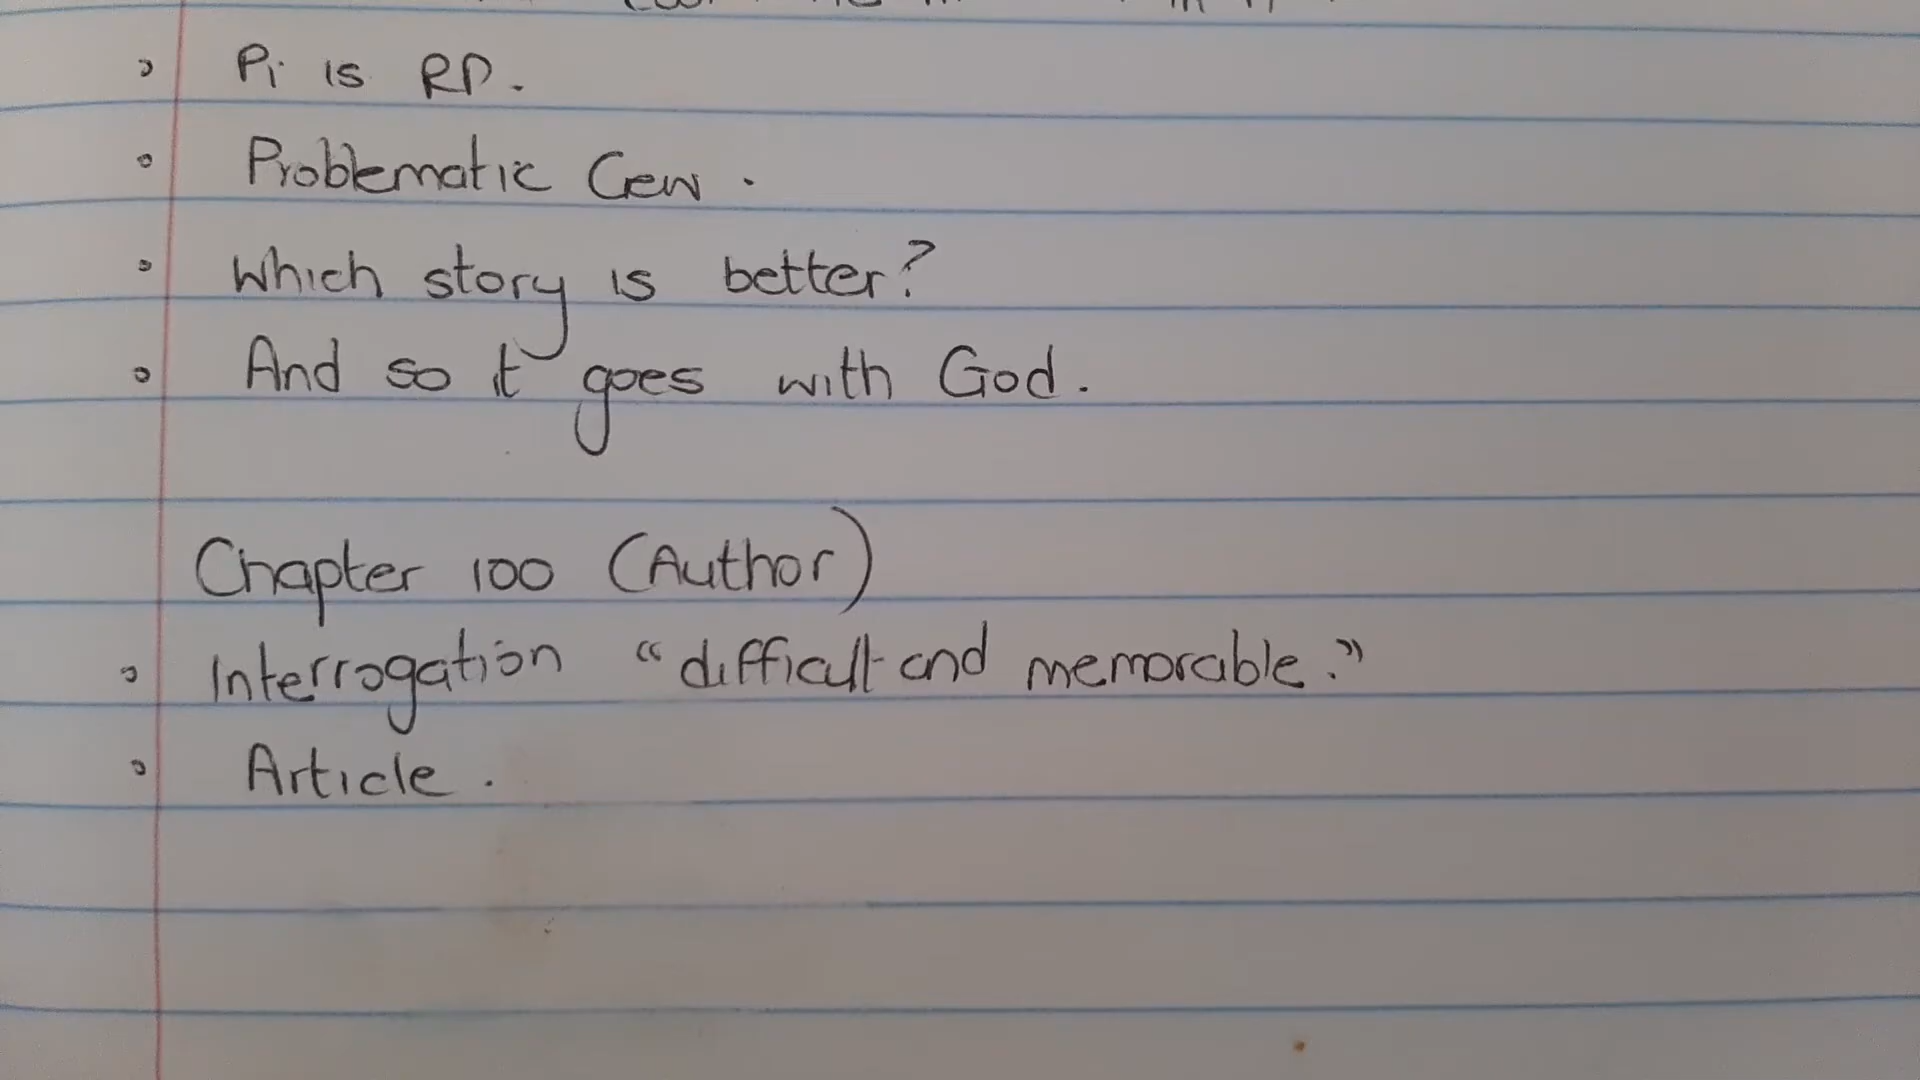 Pi is RP.
Problematic Crew.
Which story is better?
And so it goes with God.
Chapter 100 (Author)
Interrogation "difficult and memorable."
Article.